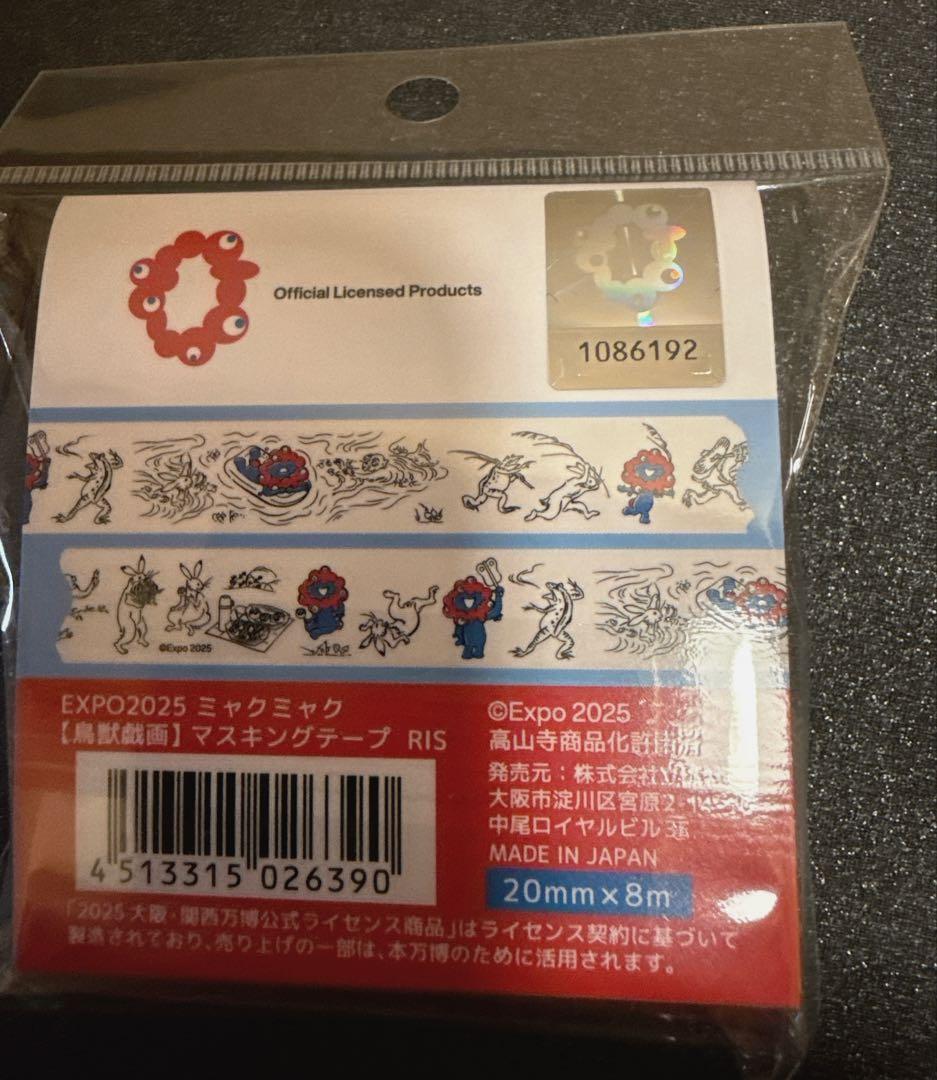 Official Licensed Products
1086192
©Expo 2025
EXPO2025 ミャクミャク
【鳥獣戯画】マスキングテープ RIS
4 513315 026390
©Expo 2025
高山寺商品化許諾済
発売元：株式会社
大阪市淀川区宮原2
中尾ロイヤルビル
MADE IN JAPAN
20mm×8m
「2025 大阪・関西万博公式ライセンス商品」はライセンス契約に基づいて
製造されており、売り上げの一部は、本万博のために活用されます。